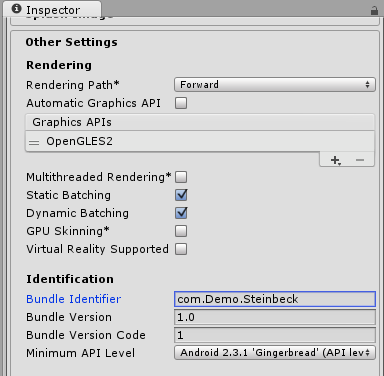 Inspector
Other Settings
Rendering
Rendering Path* Forward
Automatic Graphics API
Graphics APIs
OpenGLES2
Multithreaded Rendering*
Static Batching
Dynamic Batching
GPU Skinning*
Virtual Reality Supported
Identification
Bundle Identifier com.Demo.Steinbeck
Bundle Version 1.0
Bundle Version Code 1
Minimum API Level Android 2.3.1 'Gingerbread' (API lev